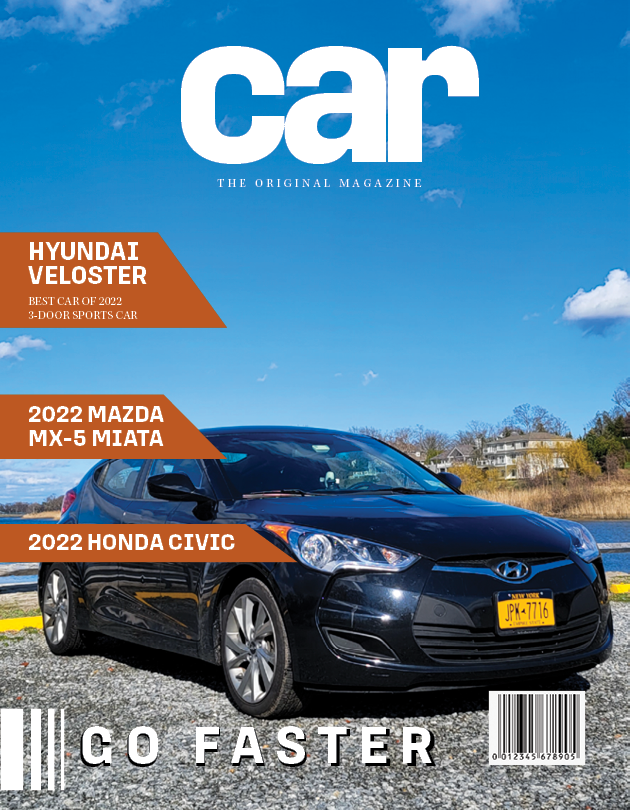 car
THE ORIGINAL MAGAZINE
HYUNDAI
VELOSTER
BEST CAR OF 2022
3-DOOR SPORTS CAR
2022 MAZDA
MX-5 MIATA
2022 HONDA CIVIC
NEW YORK
JPK-7716
GO FASTER
0 012345 678905